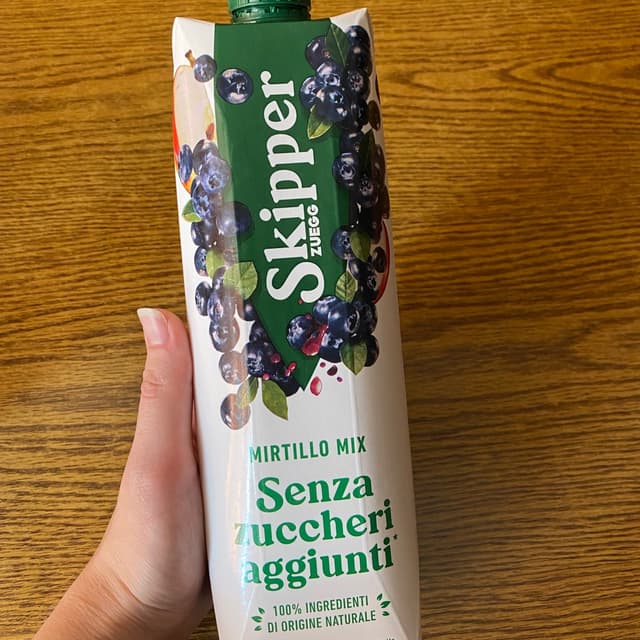 Skipper
ZUEGG
MIRTILLO MIX
Senza
zuccheri
aggiunti*
100% INGREDIENTI
DI ORIGINE NATURALE